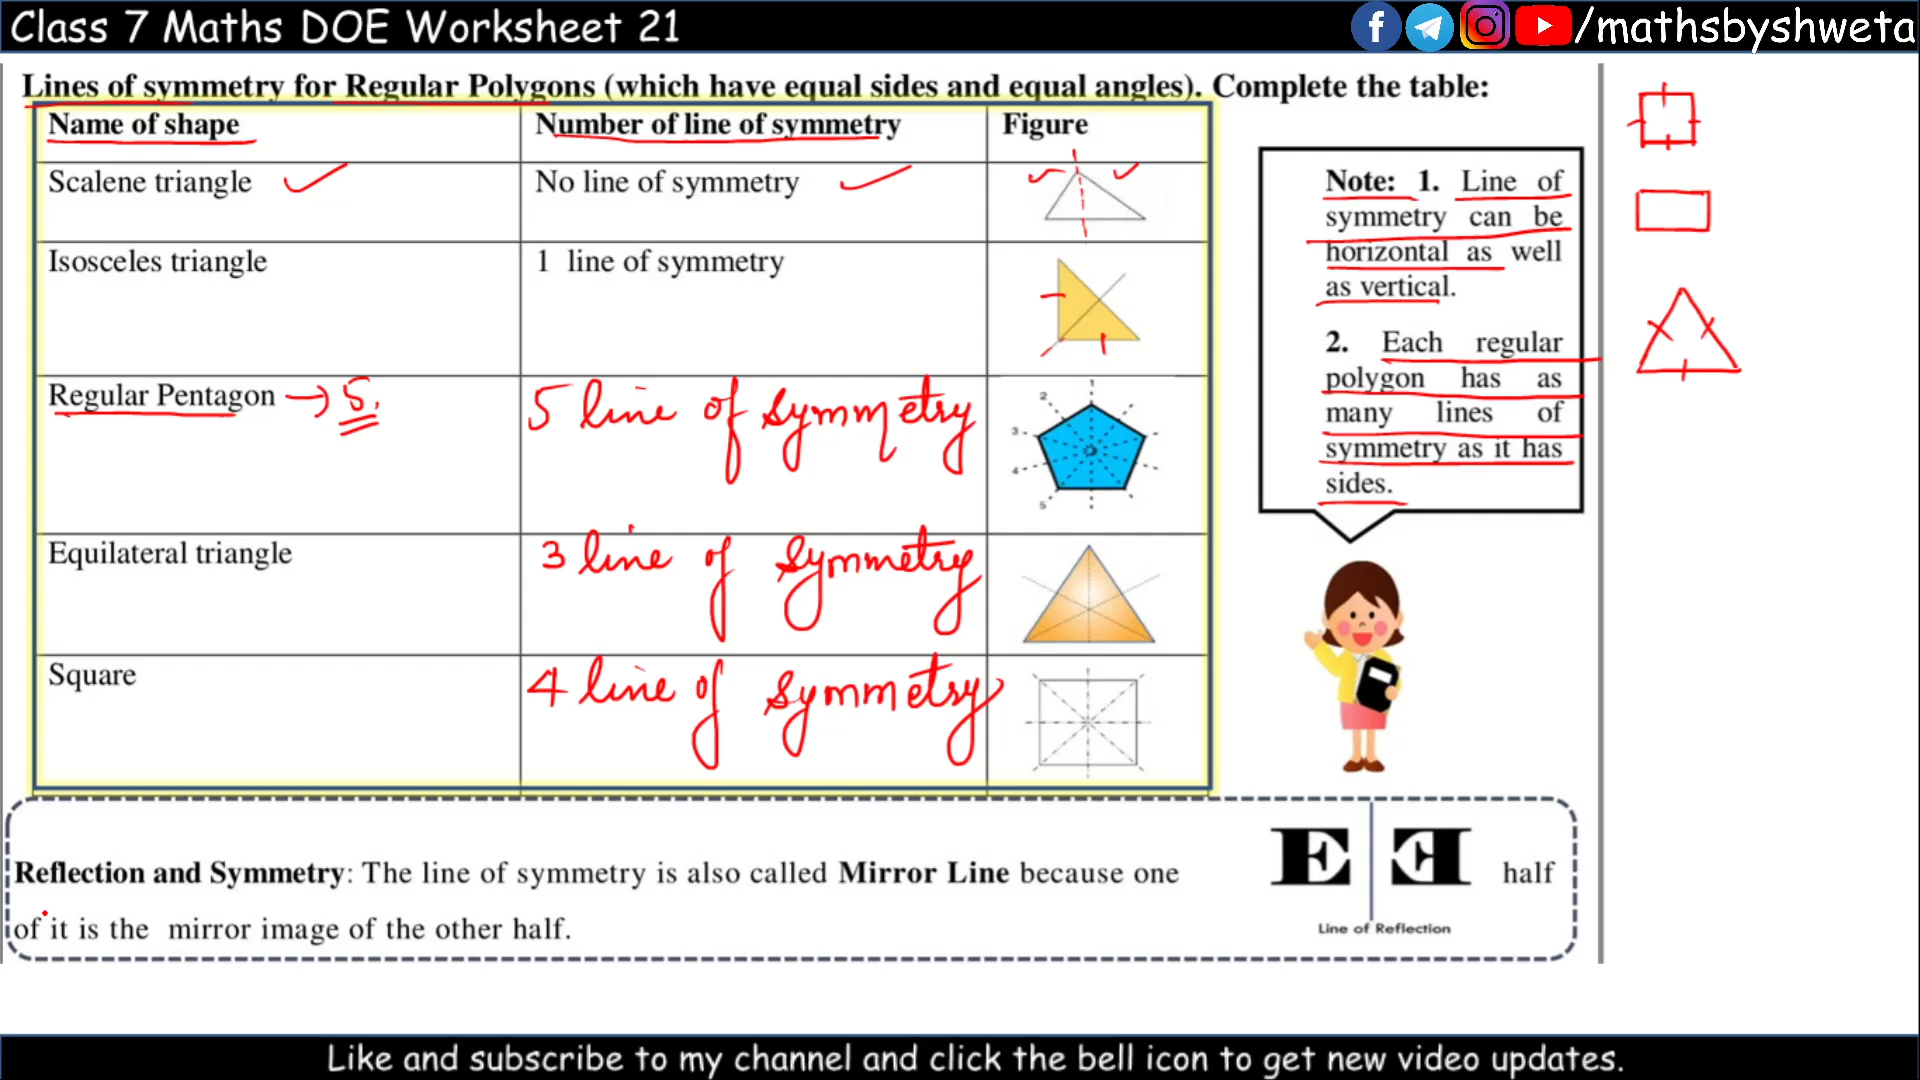 Class 7 Maths DOE Worksheet 21
/mathsbyshweta
Lines of symmetry for Regular Polygons (which have equal sides and equal angles). Complete the table:
Name of shape
Number of line of symmetry
Figure
Scalene triangle
No line of symmetry
Isosceles triangle
1 line of symmetry
Regular Pentagon → 5.
5 line of symmetry
2
3
4
5
Equilateral triangle
3 line of symmetry
Square
4 line of symmetry
Note: 1. Line of
symmetry can be
horizontal as well
as vertical.
2. Each regular
polygon has as
many lines of
symmetry as it has
sides.
Reflection and Symmetry: The line of symmetry is also called Mirror Line because one
half
of it is the mirror image of the other half.
E E
Line of Reflection
Like and subscribe to my channel and click the bell icon to get new video updates.